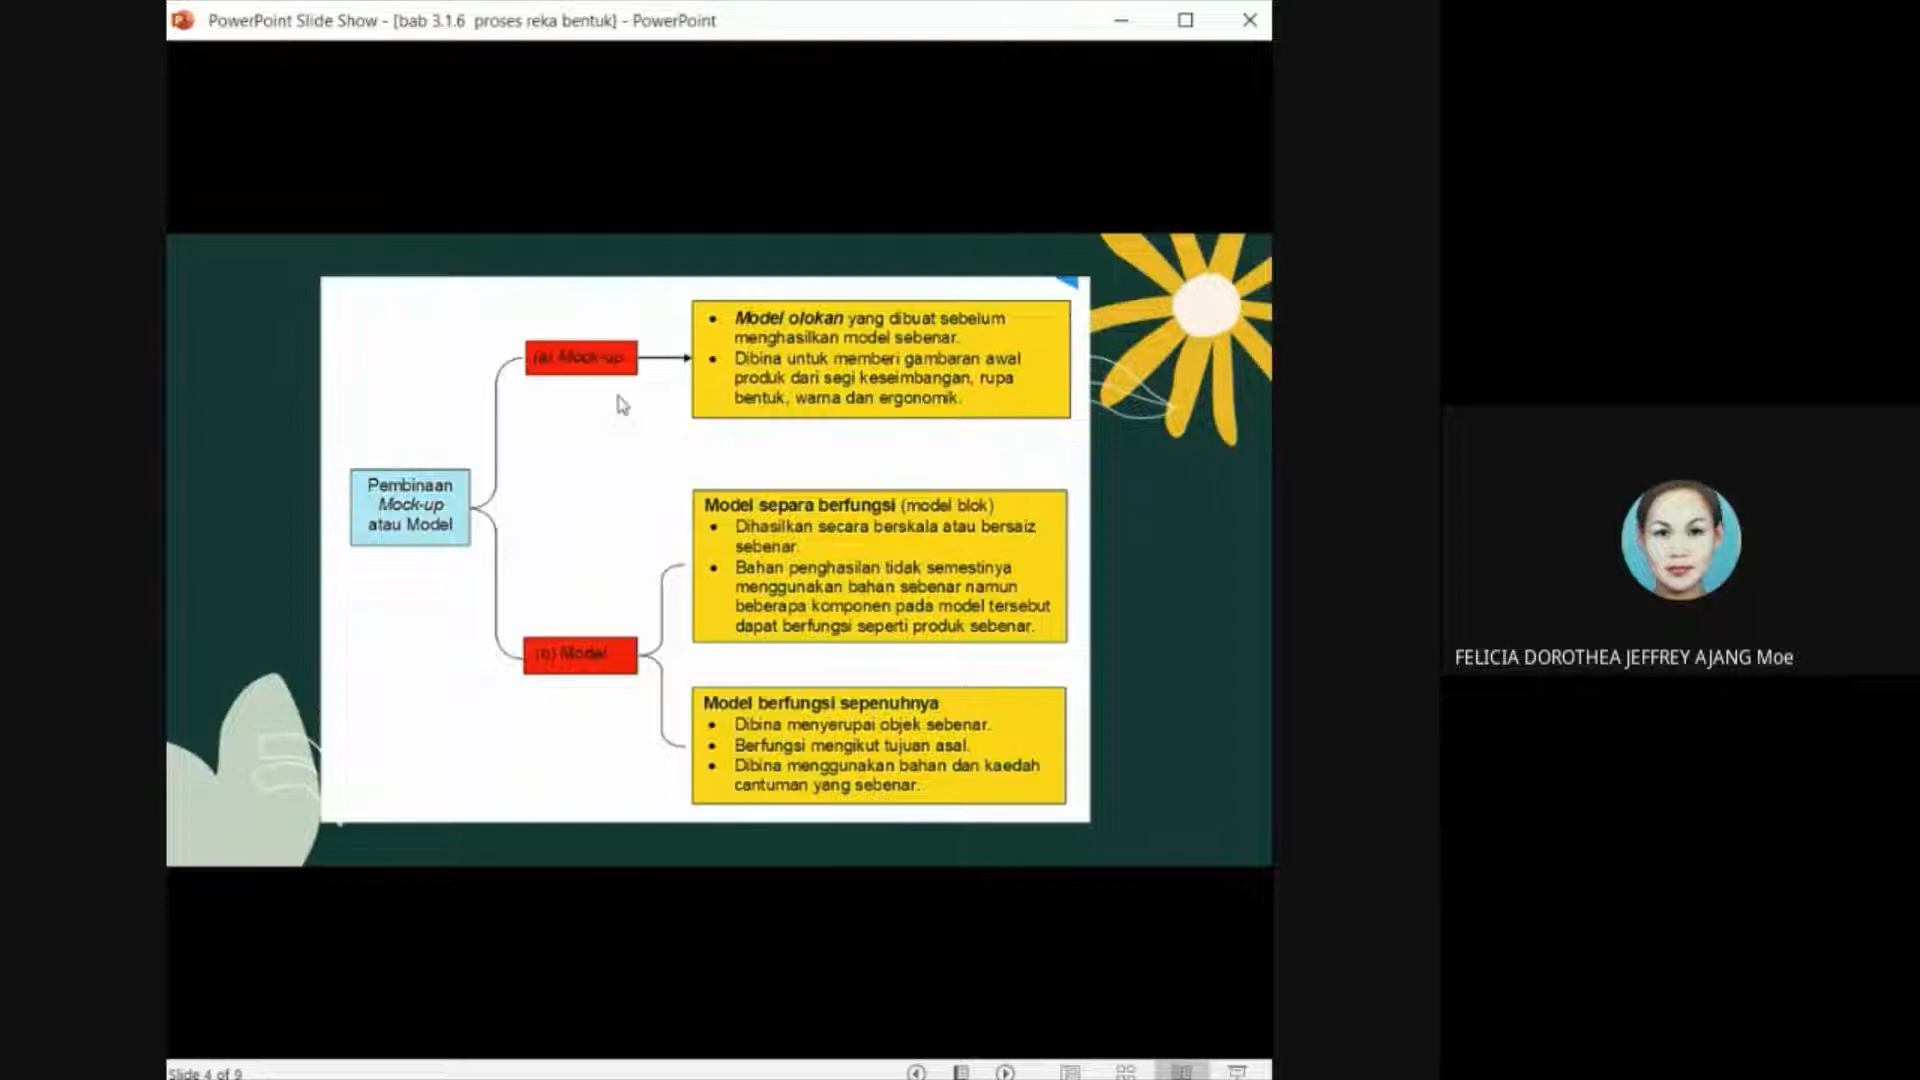 PowerPoint Slide Show - [bab 3.1.6 proses reka bentuk] - PowerPoint
Model olokan yang dibuat sebelum
menghasilkan model sebenar.
(a) Mock-up
Dibina untuk memberi gambaran awal
produk dari segi keseimbangan, rupa
bentuk, warna dan ergonomik.
Pembinaan
Mock-up
atau Model
Model separa berfungsi (model blok)
Dihasilkan secara berskala atau bersaiz
sebenar.
Bahan penghasilan tidak semestinya
menggunakan bahan sebenar namun
beberapa komponen pada model tersebut
dapat berfungsi seperti produk sebenar.
(b) Model
Model berfungsi sepenuhnya
Dibina menyerupai objek sebenar.
Berfungsi mengikut tujuan asal.
Dibina menggunakan bahan dan kaedah
cantuman yang sebenar.
FELICIA DOROTHEA JEFFREY AJANG Moe
Slide 4 of 9